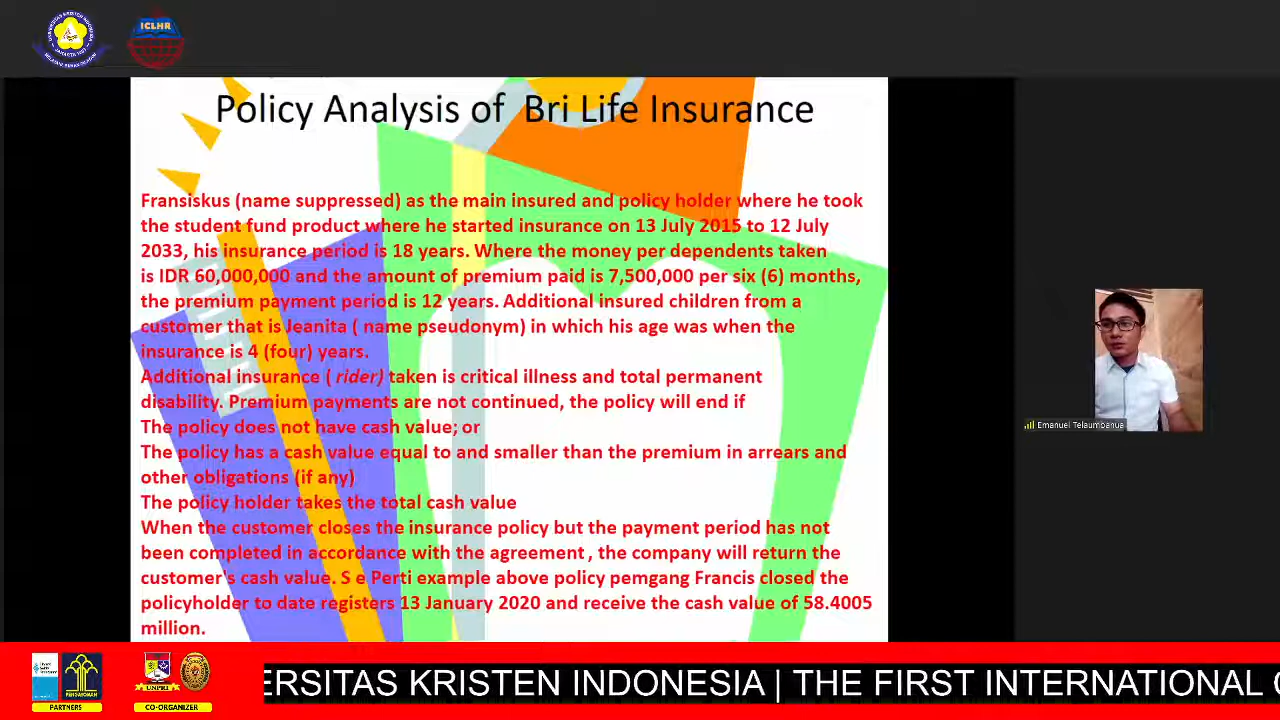 ICLHR
Policy Analysis of Bri Life Insurance
Fransiskus (name suppressed) as the main insured and policy holder where he took
the student fund product where he started insurance on 13 July 2015 to 12 July
2033, his insurance period is 18 years. Where the money per dependents taken
is IDR 60,000,000 and the amount of premium paid is 7,500,000 per six (6) months,
the premium payment period is 12 years. Additional insured children from a
customer that is Jeanita ( name pseudonym) in which his age was when the
insurance is 4 (four) years.
Additional insurance ( rider) taken is critical illness and total permanent
disability. Premium payments are not continued, the policy will end if
The policy does not have cash value; or
The policy has a cash value equal to and smaller than the premium in arrears and
other obligations (if any)
The policy holder takes the total cash value
When the customer closes the insurance policy but the payment period has not
been completed in accordance with the agreement , the company will return the
customer's cash value. S e Perti example above policy pemgang Francis closed the
policyholder to date registers 13 January 2020 and receive the cash value of 58.4005
million.
Emanuel Telaumbanua
PENGAYOMAN
UNPRI
PARTNERS
CO-ORGANIZER
ERSITAS KRISTEN INDONESIA | THE FIRST INTERNATIONAL